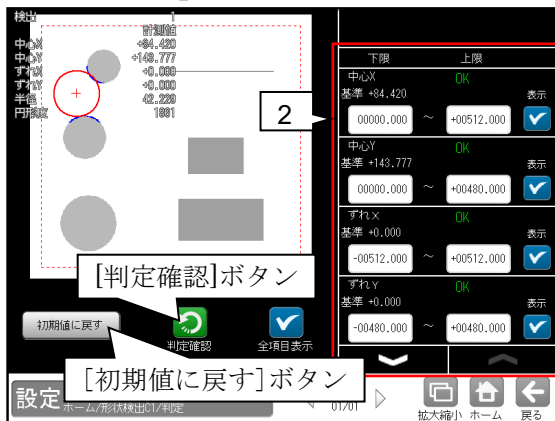 検出 1
計測値
中心X +84.420
中心Y +143.777
ずれX +0.000
ずれY +0.000
半径 42.229
円形度 1681
2
下限 上限
中心X OK
基準 +84.420 表示
00000.000 ~ +00512.000
中心Y OK
基準 +143.777 表示
00000.000 ~ +00480.000
ずれX OK
基準 +0.000 表示
-00512.000 ~ +00512.000
ずれY OK
基準 +0.000 表示
-00480.000 ~ +00480.000
[判定確認]ボタン
初期値に戻す
判定確認
全項目表示
[初期値に戻す]ボタン
設定 ホーム/形状検出C1/判定
01/01
拡大縮小 ホーム 戻る